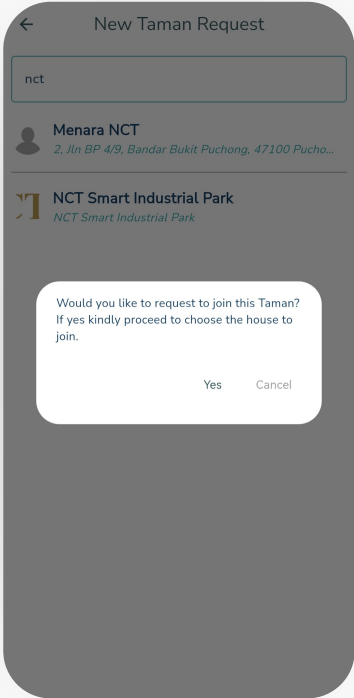 New Taman Request
nct
Menara NCT
2, Jln BP 4/9, Bandar Bukit Puchong, 47100 Pucho...
NCT Smart Industrial Park
NCT Smart Industrial Park
Would you like to request to join this Taman?
If yes kindly proceed to choose the house to
join.
Yes Cancel